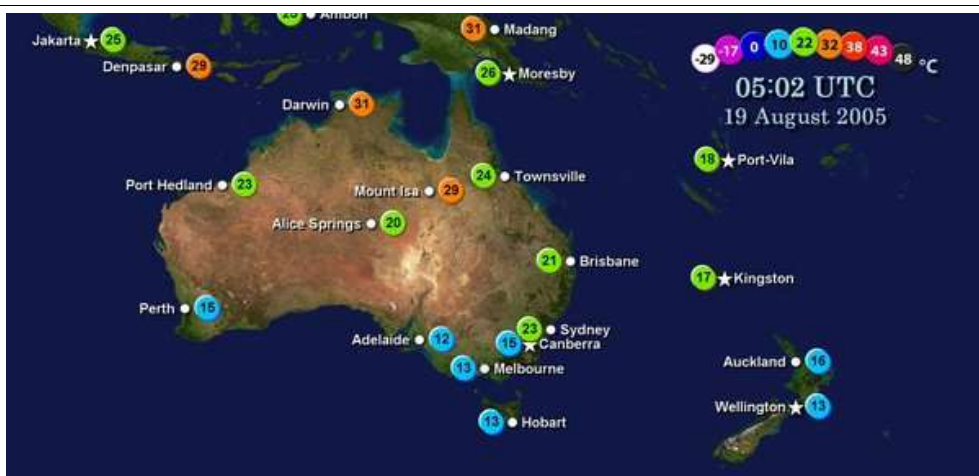 Ambon
31 Madang
Jakarta 25
-29 -17 0 10 22 32 38 43 48 °C
Denpasar 29
26 Moresby
05:02 UTC
19 August 2005
Darwin 31
18 Port-Vila
24 Townsville
Port Hedland 23
Mount Isa 29
Alice Springs 20
21 Brisbane
17 Kingston
Perth 15
23 Sydney
Adelaide 12
15 Canberra
13 Melbourne
Auckland 16
Wellington 13
13 Hobart